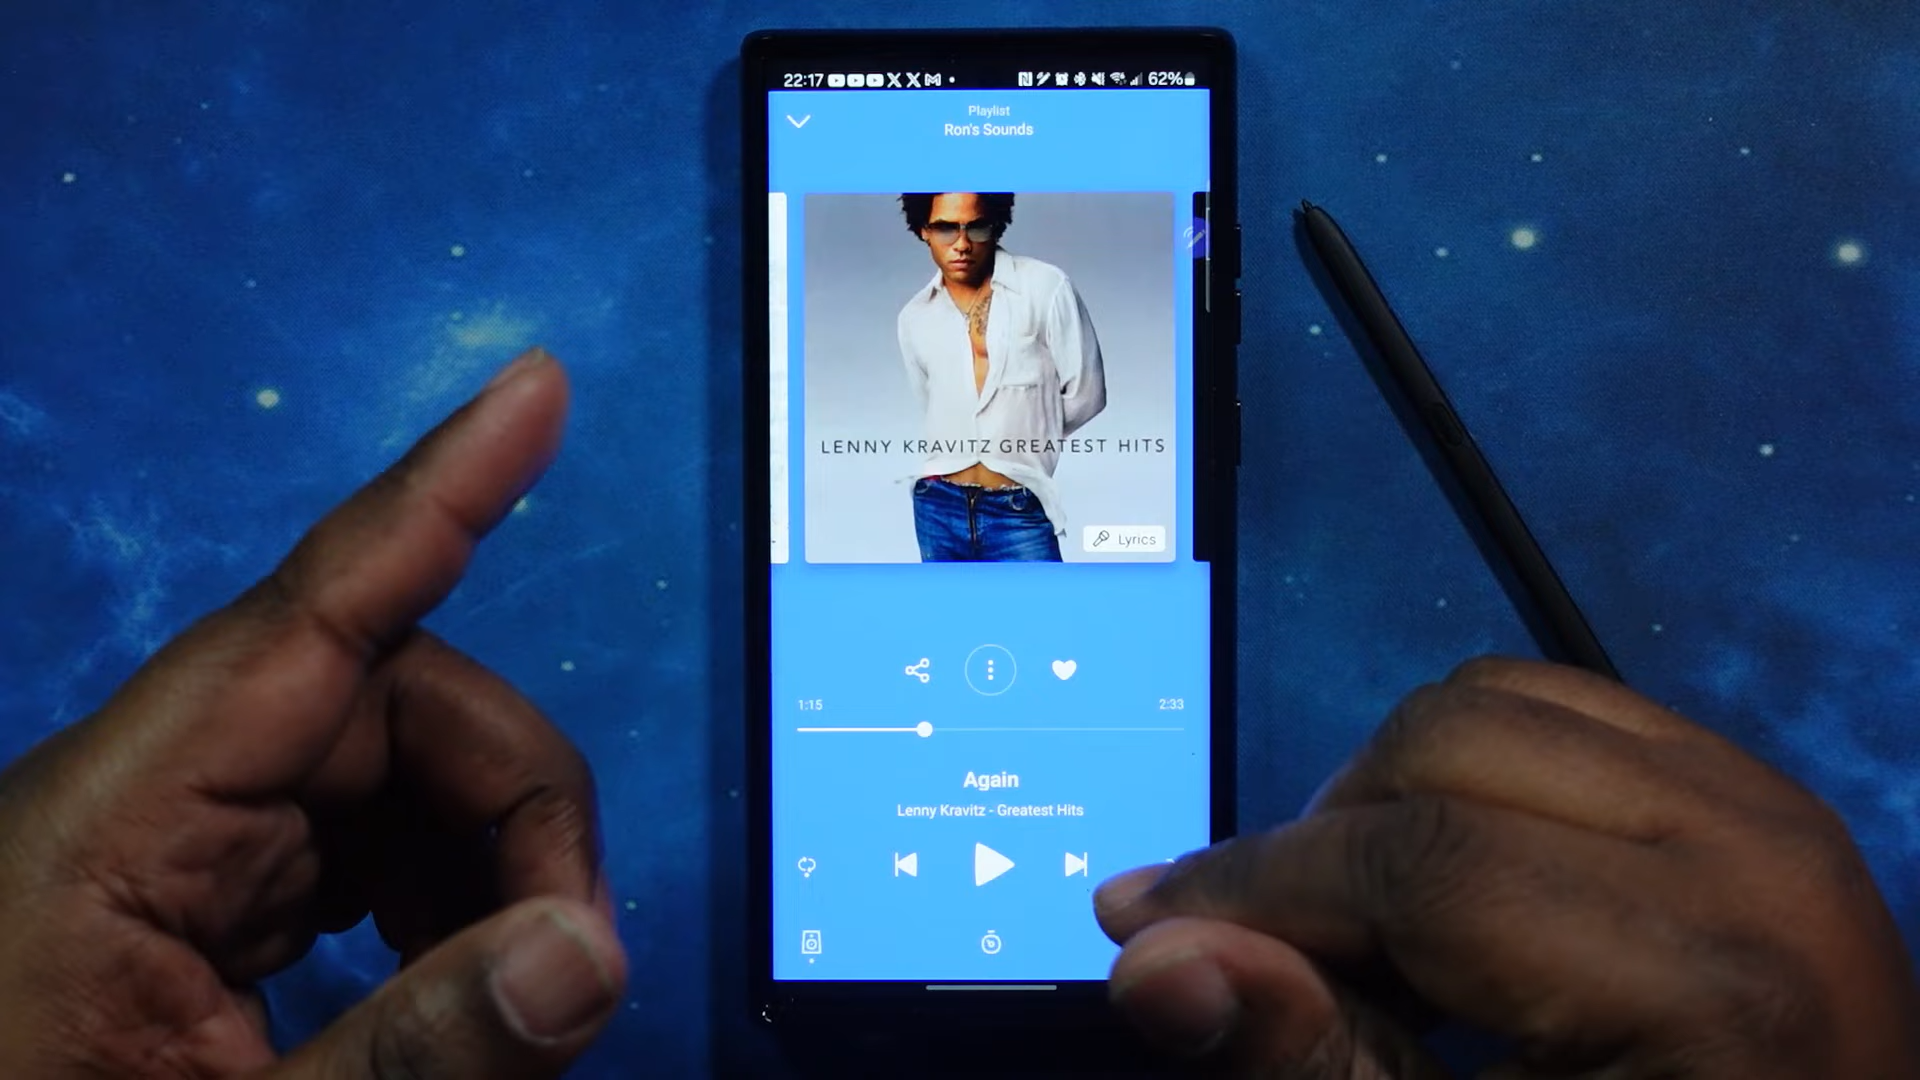 22:17 62%
Playlist
Ron's Sounds
LENNY KRAVITZ GREATEST HITS
Lyrics
1:15 2:33
Again
Lenny Kravitz - Greatest Hits